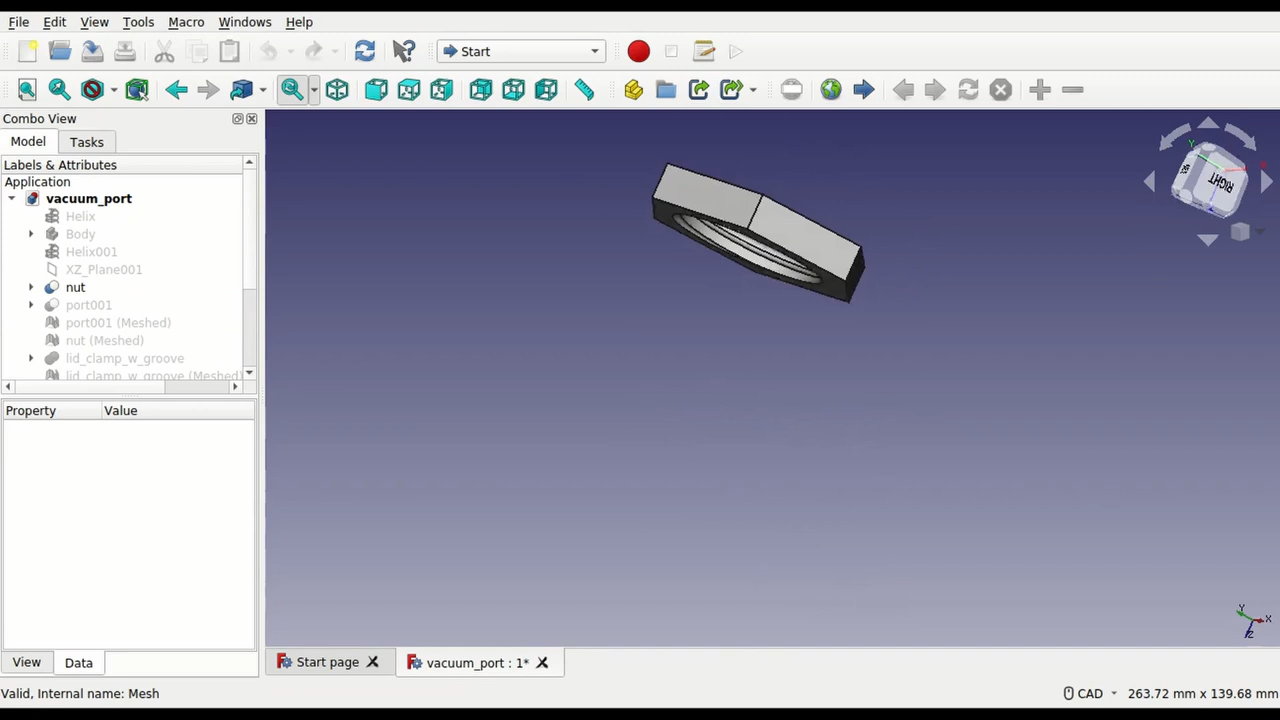 File Edit View Tools Macro Windows Help
Start
Combo View
Model Tasks
Labels & Attributes
Application
vacuum_port
Helix
Body
Helix001
XZ_Plane001
nut
port001
port001 (Meshed)
nut (Meshed)
lid_clamp_w_groove
lid_clamp_w_groove (Meshed)
Property Value
View Data
Start page
vacuum_port : 1*
Valid, Internal name: Mesh
CAD
263.72 mm x 139.68 mm
RIGHT
Y
Y
X
Z